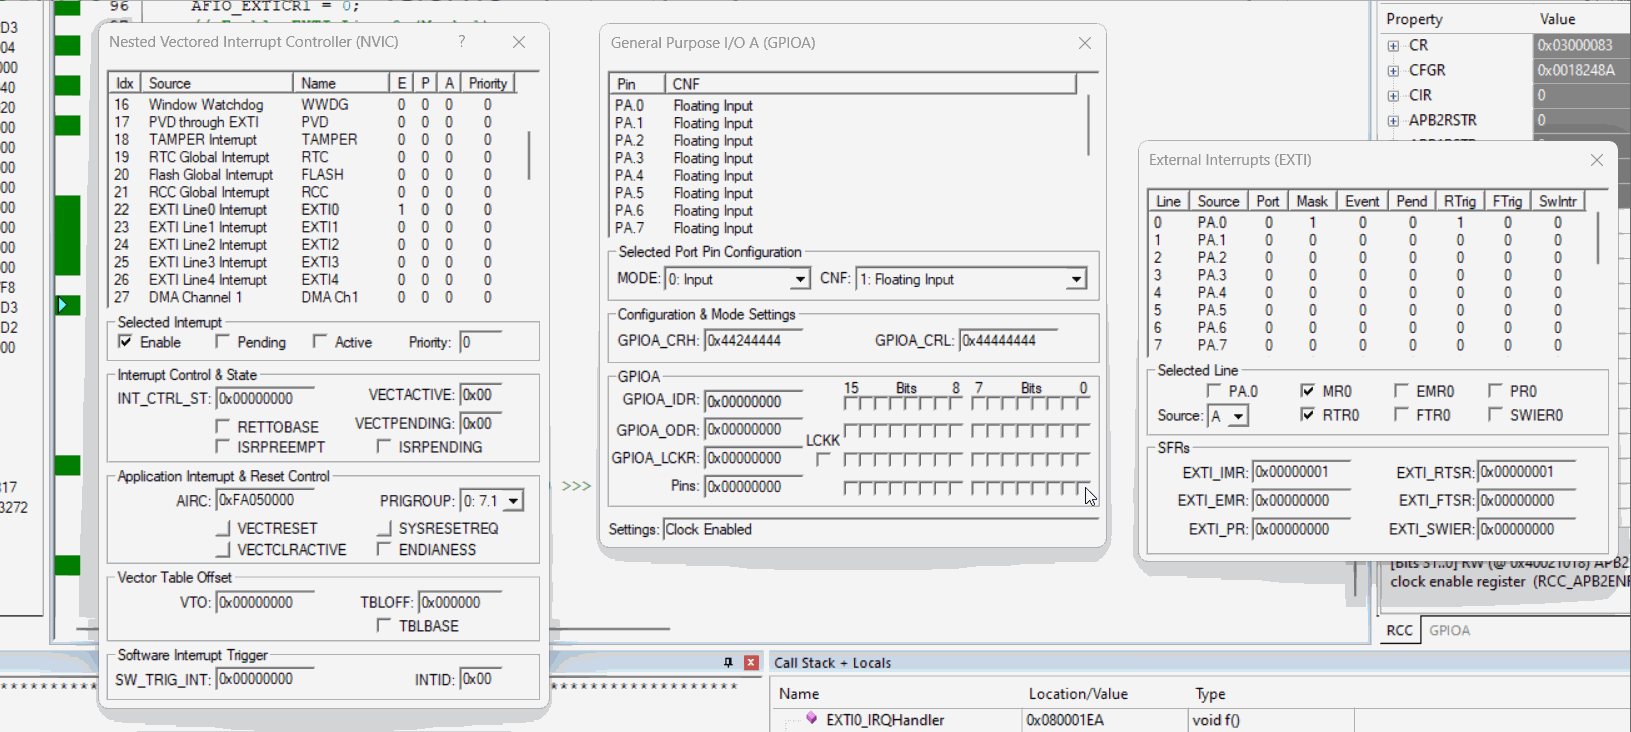 96 AFIO_EXTICR1 = 0;
D3
04
000
40
20
00
00
00
00
00
00
00
00
F8
D3
D2
00
317
3272
Nested Vectored Interrupt Controller (NVIC) ?
Idx Source Name E P A Priority
16 Window Watchdog WWDG 0 0 0 0
17 PVD through EXTI PVD 0 0 0 0
18 TAMPER Interrupt TAMPER 0 0 0 0
19 RTC Global Interrupt RTC 0 0 0 0
20 Flash Global Interrupt FLASH 0 0 0 0
21 RCC Global Interrupt RCC 0 0 0 0
22 EXTI Line0 Interrupt EXTI0 1 0 0 0
23 EXTI Line1 Interrupt EXTI1 0 0 0 0
24 EXTI Line2 Interrupt EXTI2 0 0 0 0
25 EXTI Line3 Interrupt EXTI3 0 0 0 0
26 EXTI Line4 Interrupt EXTI4 0 0 0 0
27 DMA Channel 1 DMA Ch1 0 0 0 0
Selected Interrupt
Enable Pending Active Priority: 0
Interrupt Control & State
INT_CTRL_ST: 0x00000000 VECTACTIVE: 0x00
RETTOBASE VECTPENDING: 0x00
ISRPREEMPT ISRPENDING
Application Interrupt & Reset Control
AIRC: 0xFA050000 PRIGROUP: 0: 7.1
VECTRESET SYSRESETREQ
VECTCLRACTIVE ENDIANESS
Vector Table Offset
VTO: 0x00000000 TBLOFF: 0x000000
TBLBASE
Software Interrupt Trigger
SW_TRIG_INT: 0x00000000 INTID: 0x00
>>>
General Purpose I/O A (GPIOA)
Pin CNF
PA.0 Floating Input
PA.1 Floating Input
PA.2 Floating Input
PA.3 Floating Input
PA.4 Floating Input
PA.5 Floating Input
PA.6 Floating Input
PA.7 Floating Input
Selected Port Pin Configuration
MODE: 0: Input CNF: 1: Floating Input
Configuration & Mode Settings
GPIOA_CRH: 0x44244444 GPIOA_CRL: 0x44444444
GPIOA
15 Bits 8 7 Bits 0
GPIOA_IDR: 0x00000000
GPIOA_ODR: 0x00000000
LCKK
GPIOA_LCKR: 0x00000000
Pins: 0x00000000
Settings: Clock Enabled
Property Value
CR 0x03000083
CFGR 0x0018248A
CIR 0
APB2RSTR 0
External Interrupts (EXTI)
Line Source Port Mask Event Pend RTrig FTrig SwIntr
0 PA.0 0 1 0 0 1 0 0
1 PA.1 0 0 0 0 0 0 0
2 PA.2 0 0 0 0 0 0 0
3 PA.3 0 0 0 0 0 0 0
4 PA.4 0 0 0 0 0 0 0
5 PA.5 0 0 0 0 0 0 0
6 PA.6 0 0 0 0 0 0 0
7 PA.7 0 0 0 0 0 0 0
Selected Line
PA.0 MR0 EMR0 PR0
Source: A RTR0 FTR0 SWIER0
SFRs
EXTI_IMR: 0x00000001 EXTI_RTSR: 0x00000001
EXTI_EMR: 0x00000000 EXTI_FTSR: 0x00000000
EXTI_PR: 0x00000000 EXTI_SWIER: 0x00000000
[Bits 31..0] RW (@ 0x40021018) APB2
clock enable register (RCC_APB2ENR
RCC GPIOA
Call Stack + Locals
Name Location/Value Type
EXTI0_IRQHandler 0x080001EA void f()